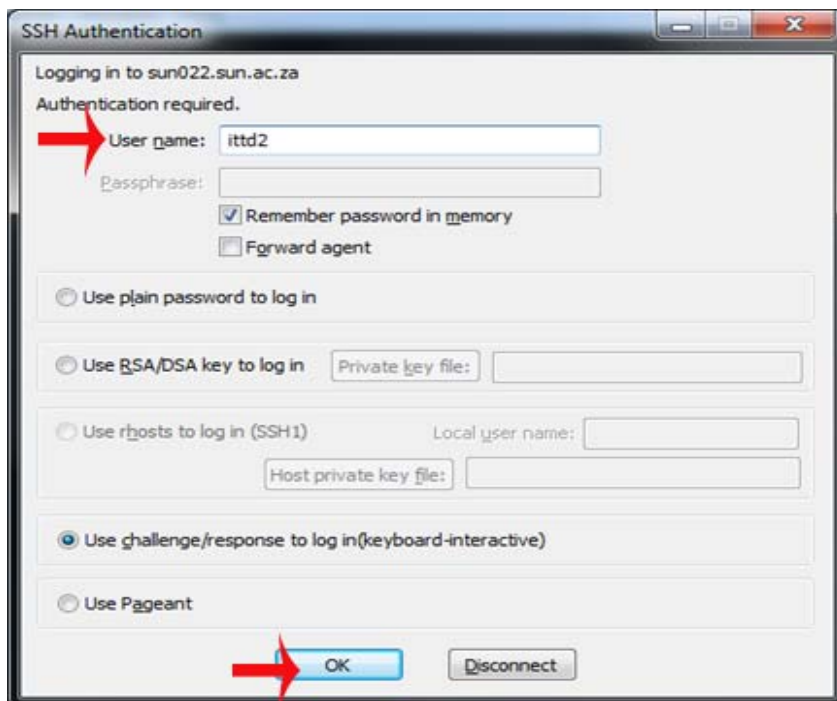 SSH Authentication
Logging in to sun022.sun.ac.za
Authentication required.
User name: ittd2
Passphrase:
Remember password in memory
Forward agent
Use plain password to log in
Use RSA/DSA key to log in Private key file:
Use rhosts to log in (SSH1) Local user name:
Host private key file:
Use challenge/response to log in(keyboard-interactive)
Use Pageant
OK Disconnect